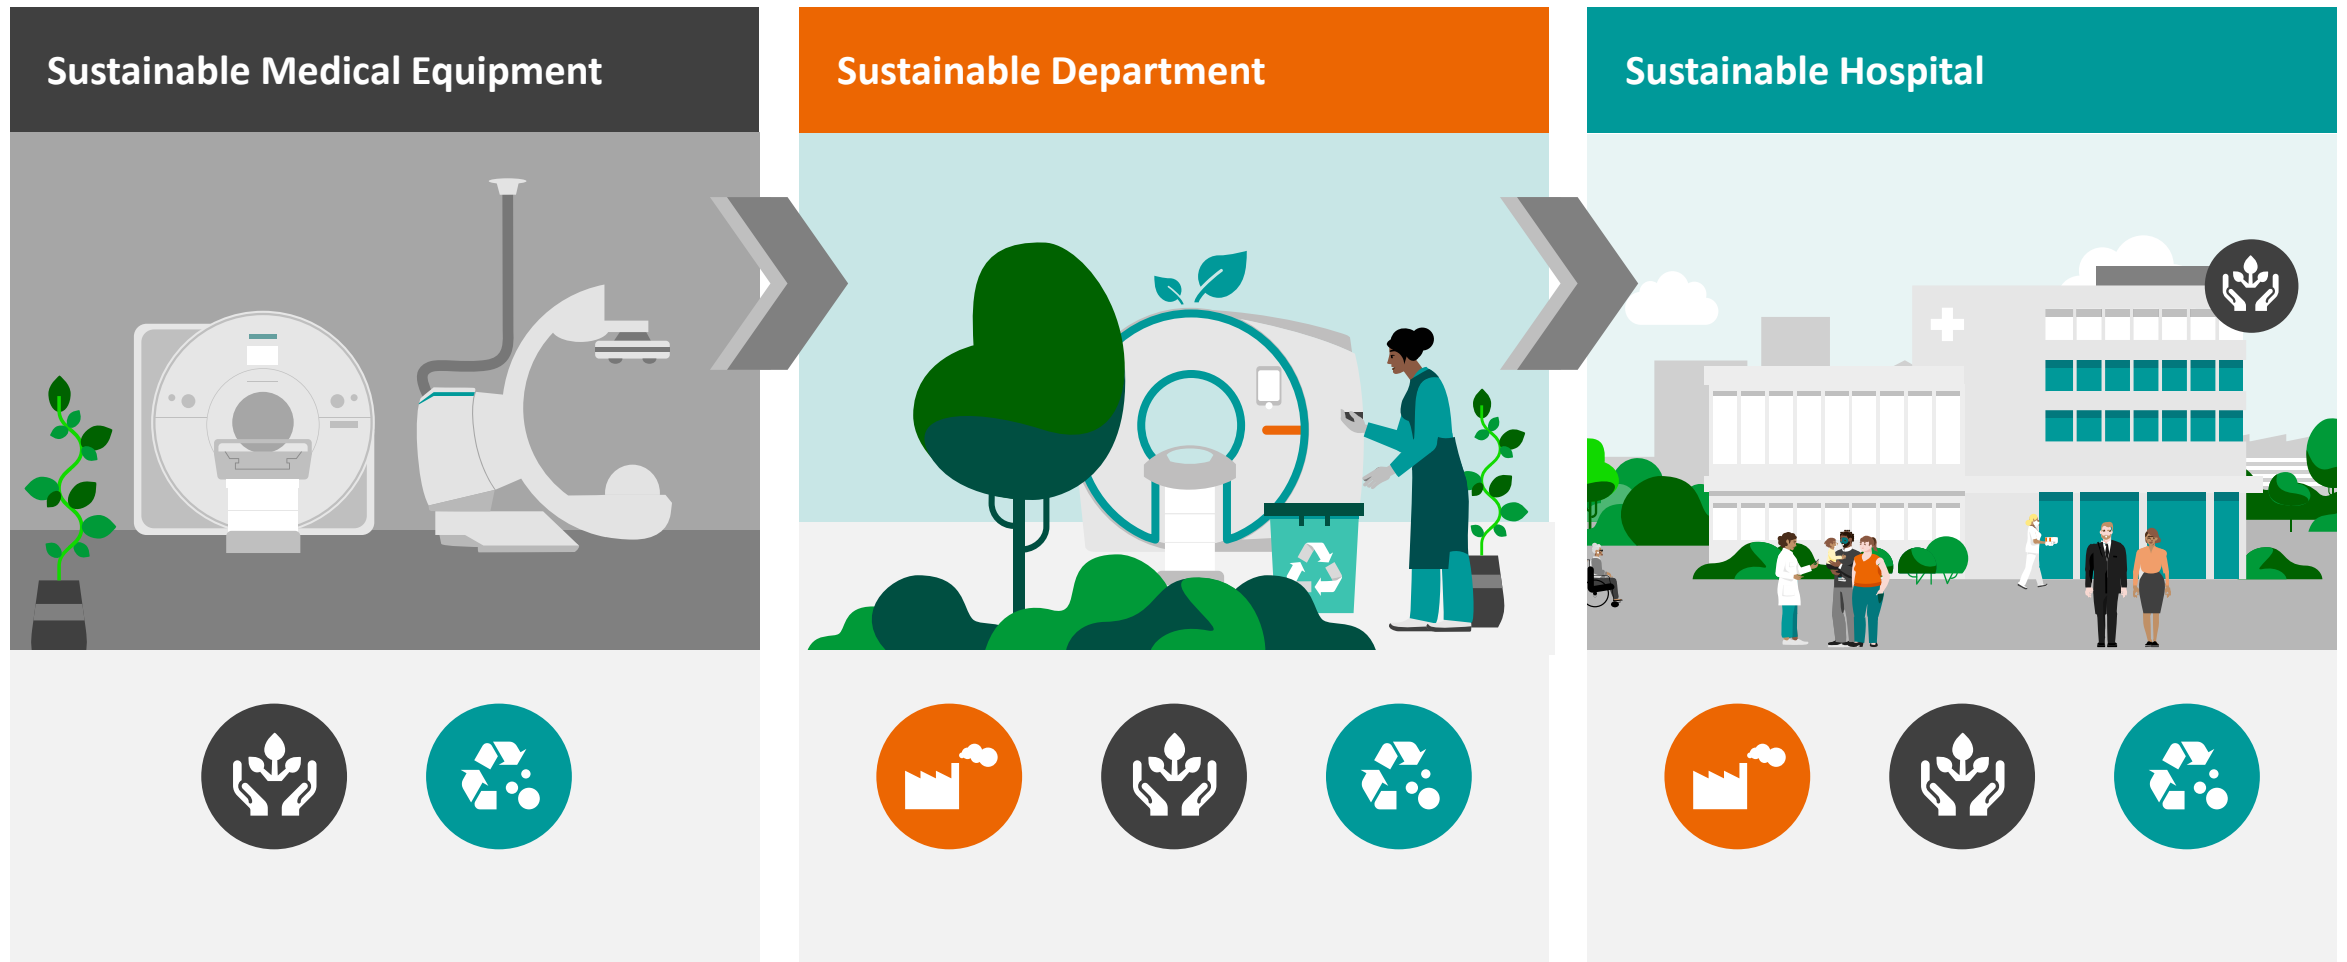 Sustainable Medical Equipment
Sustainable Department
Sustainable Hospital